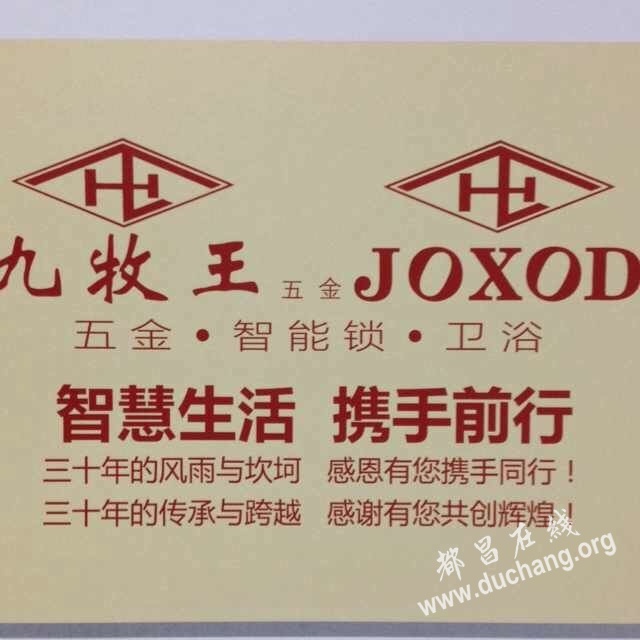 九牧王 五金 JOXOD
五金·智能锁·卫浴
智慧生活 携手前行
三十年的风雨与坎坷 感恩有您携手同行！
三十年的传承与跨越 感谢有您共创辉煌！
都昌在线
www.duchang.org